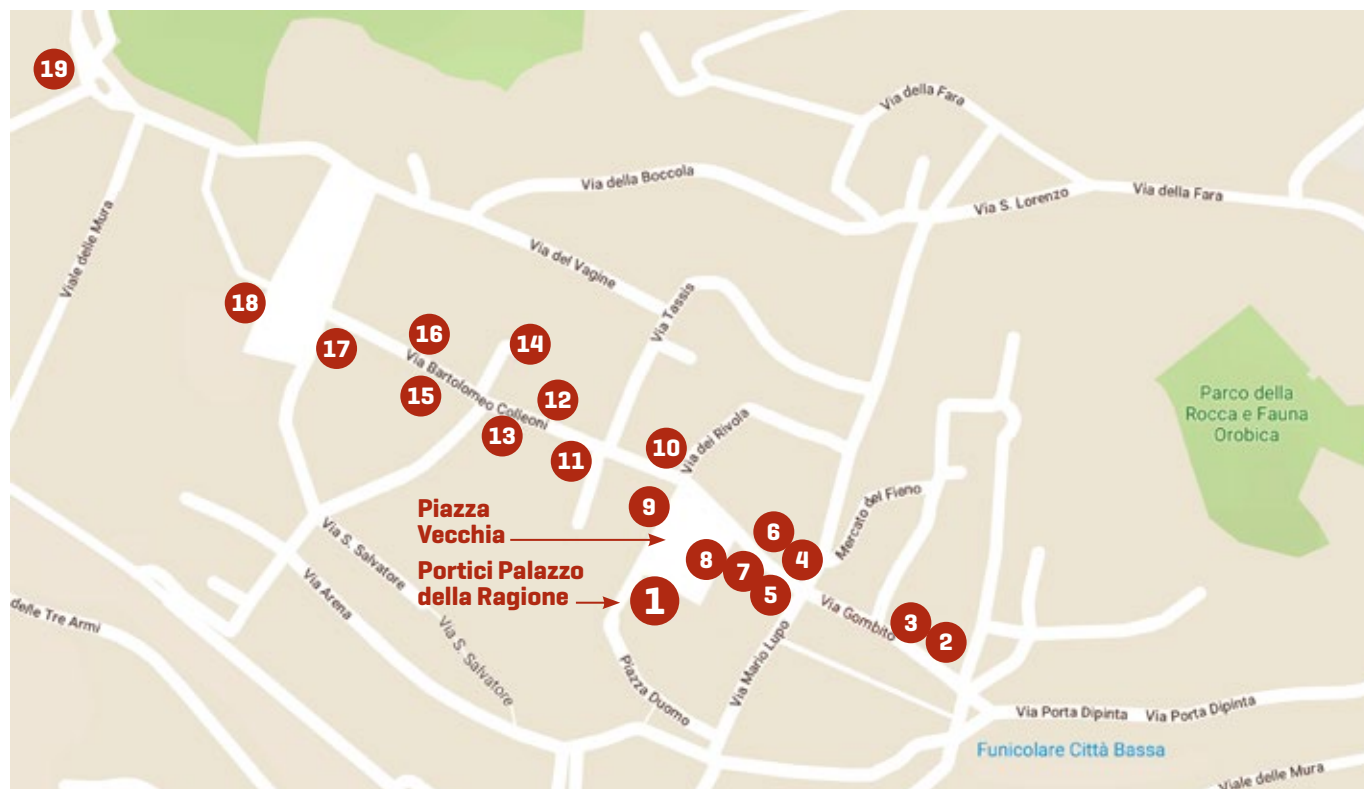 19
Via della Fara
Via della Boccola
Via S. Lorenzo
Via della Fara
Viale delle Mura
Via del Vagine
18
16
Via Tassis
17
14
Via Bartolomeo Colleoni
15
12
13
11
10
Via dei Rivola
Parco della
Rocca e Fauna
Orobica
Piazza
Vecchia
9
Mercato del Fieno
6
Via S. Salvatore
Portici Palazzo
della Ragione
8
7
4
1
5
Via Arena
delle Tre Armi
Via Gombito
3
2
Via S. Salvatore
Via Mario Lupo
Piazza Duomo
Via Porta Dipinta
Via Porta Dipinta
Funicolare Città Bassa
Viale delle Mura